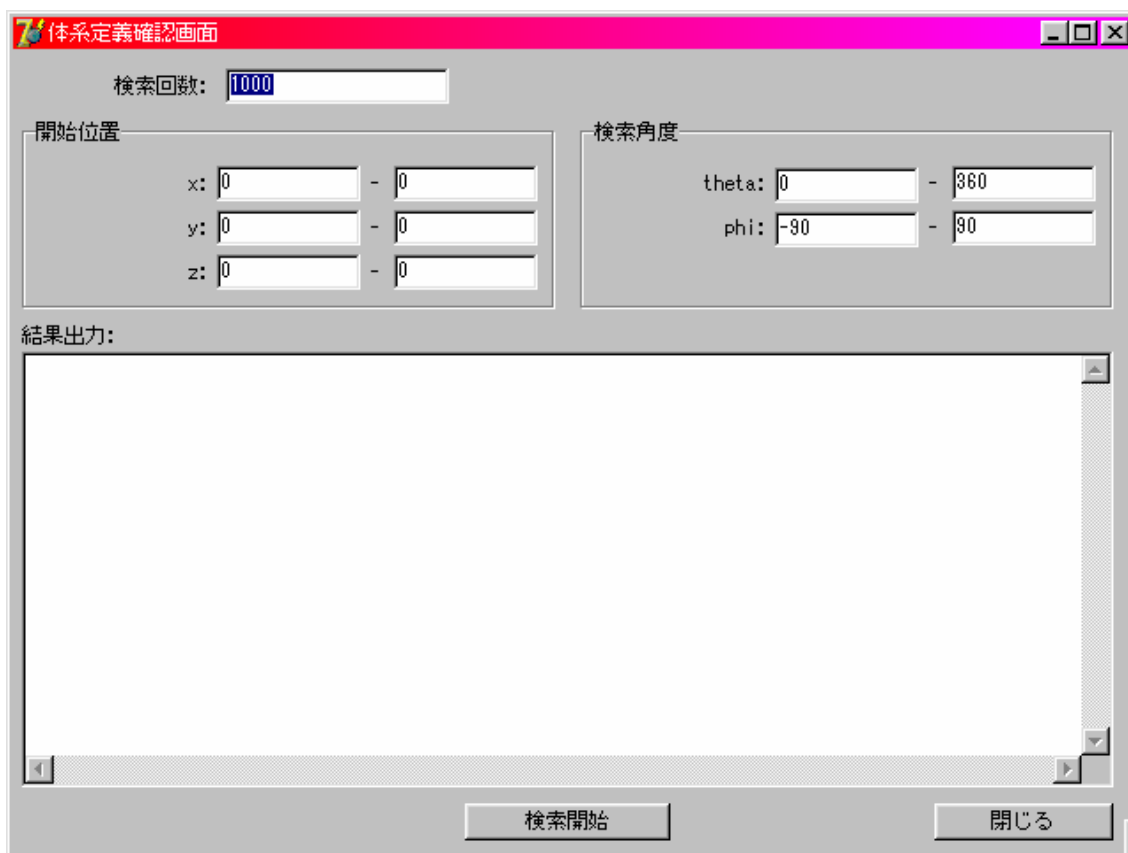 体系定義確認画面
検索回数: 1000
開始位置
x: 0 - 0
y: 0 - 0
z: 0 - 0
検索角度
theta: 0 - 360
phi: -90 - 90
結果出力:
検索開始
閉じる